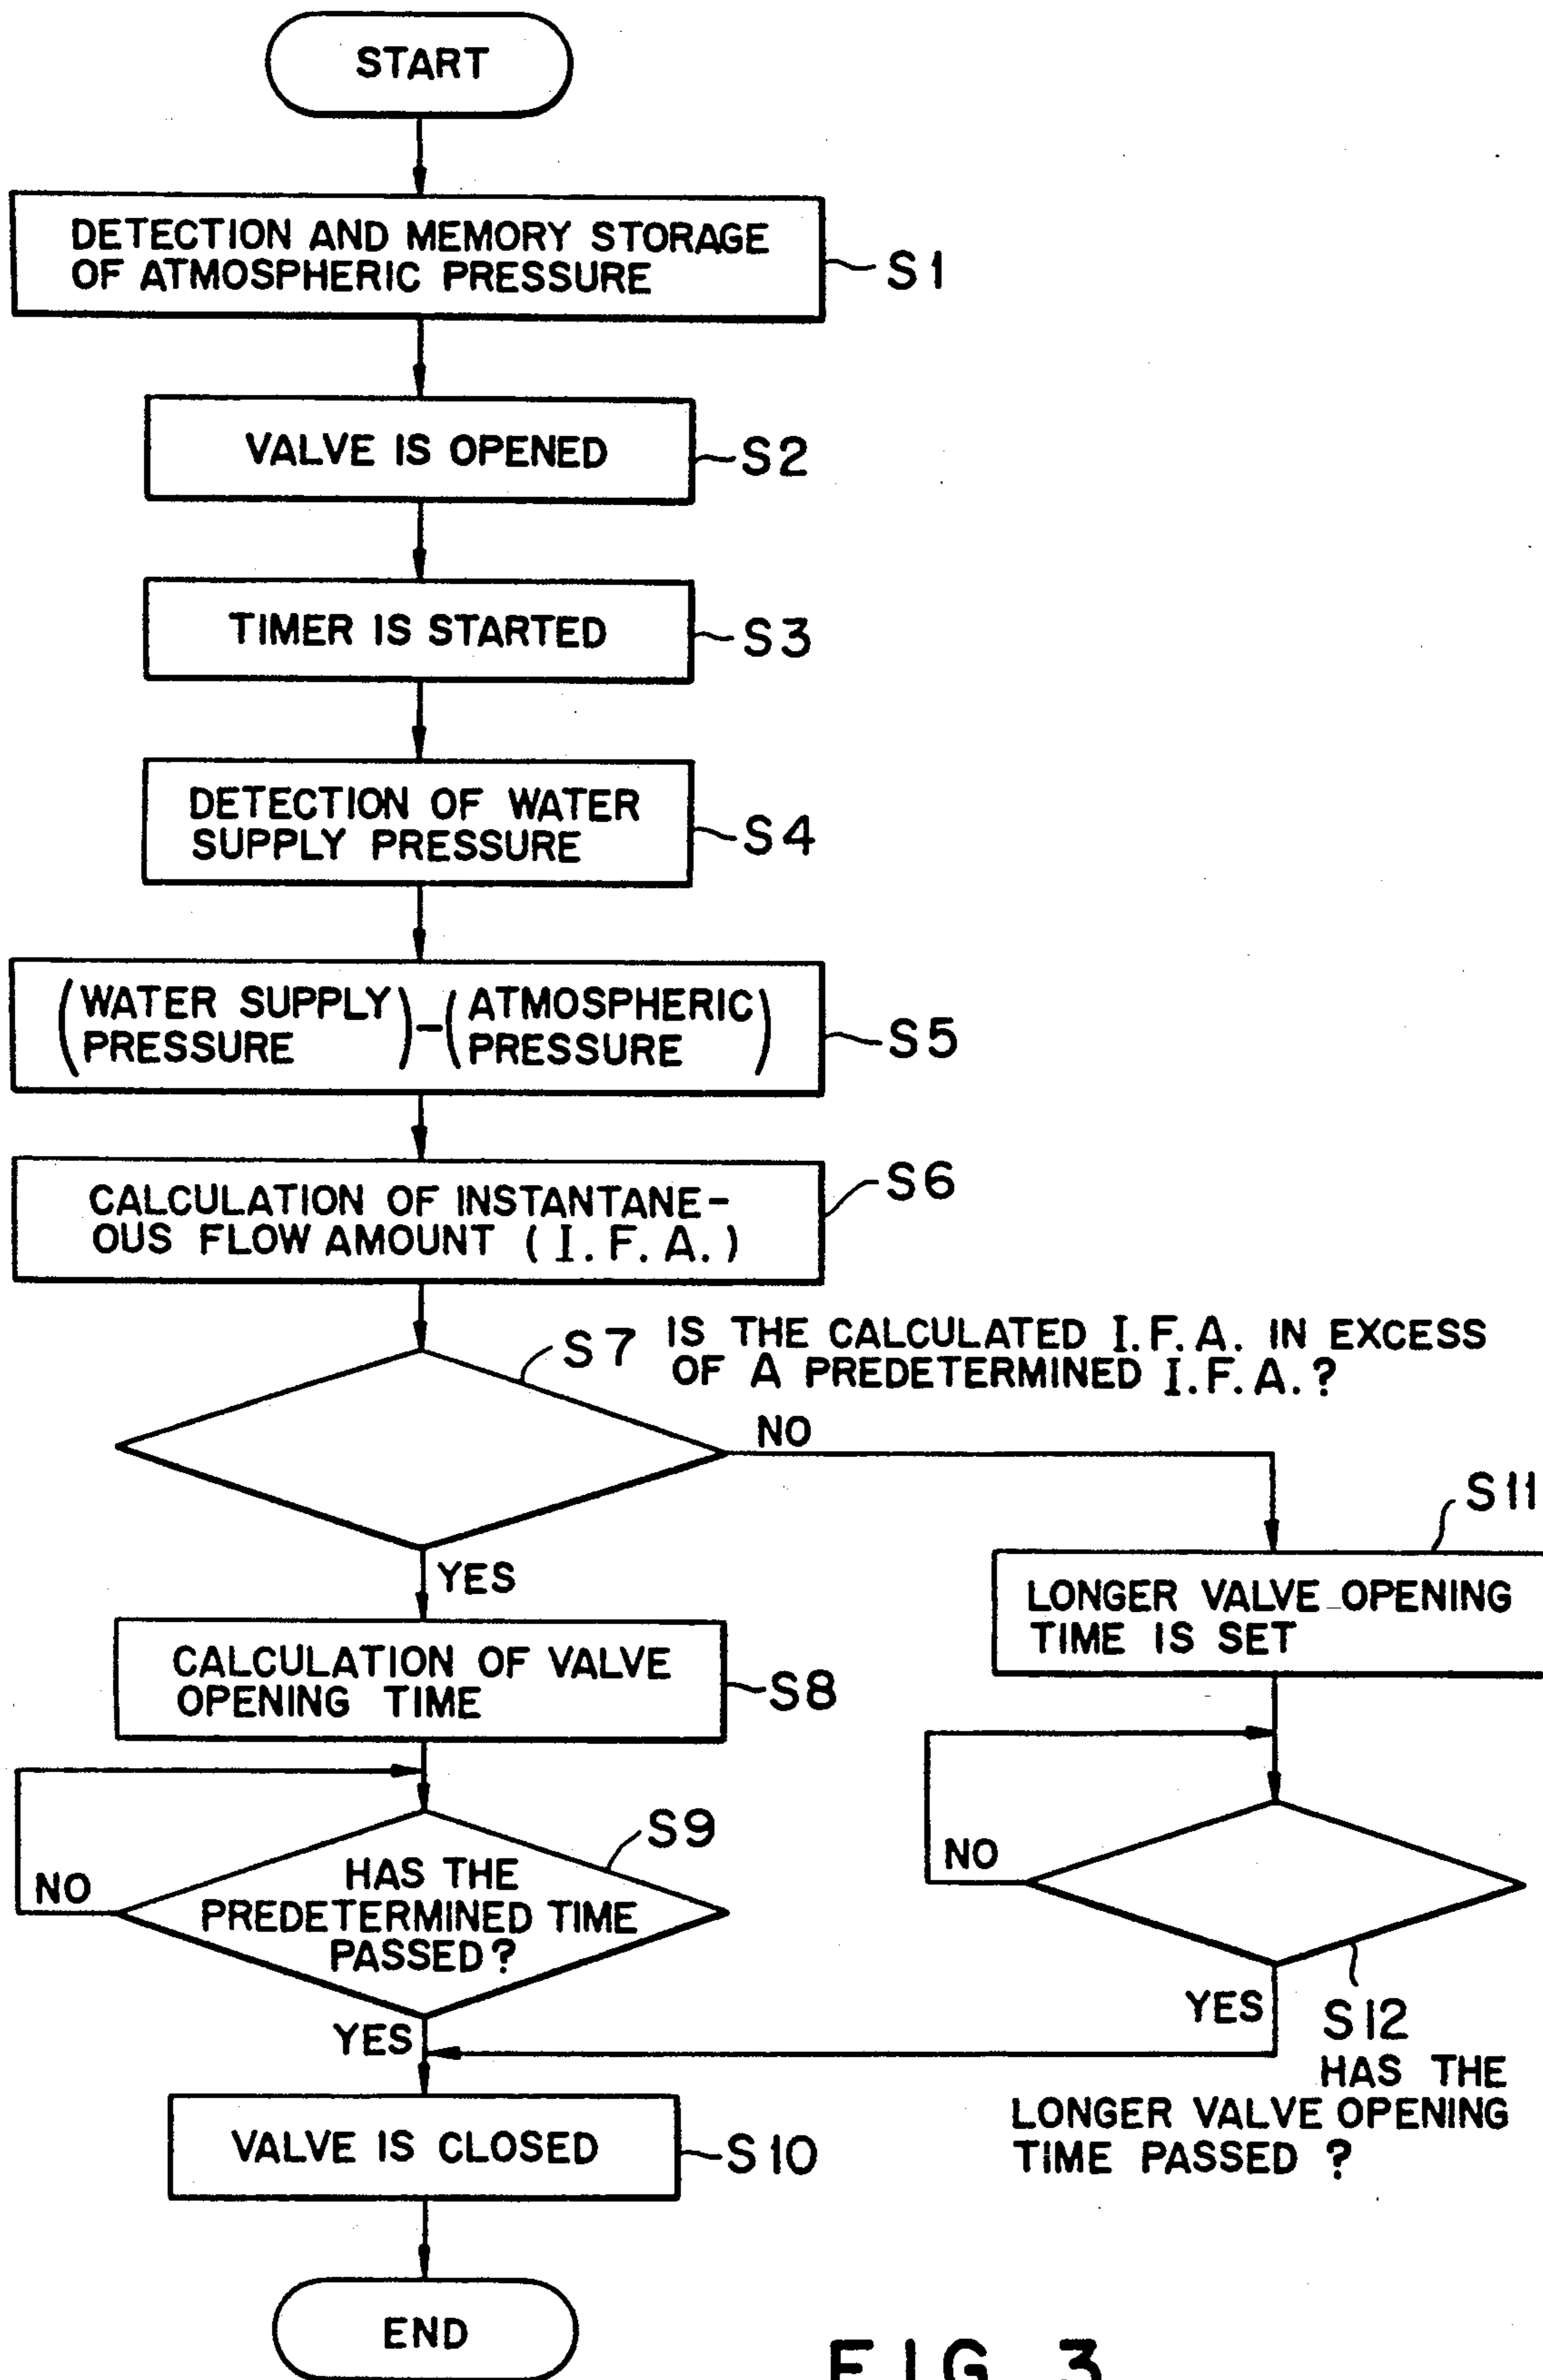 START
DETECTION AND MEMORY STORAGE
OF ATMOSPHERIC PRESSURE
S1
VALVE IS OPENED
S2
TIMER IS STARTED
S3
DETECTION OF WATER
SUPPLY PRESSURE
S4
(WATER SUPPLY PRESSURE) - (ATMOSPHERIC PRESSURE)
S5
CALCULATION OF INSTANTANE-
OUS FLOW AMOUNT (I.F.A.)
S6
S7
IS THE CALCULATED I.F.A. IN EXCESS
OF A PREDETERMINED I.F.A.?
NO
YES
S11
LONGER VALVE OPENING
TIME IS SET
CALCULATION OF VALVE
OPENING TIME
S8
S9
HAS THE
PREDETERMINED TIME
PASSED?
NO
YES
NO
YES
S12
HAS THE
LONGER VALVE OPENING
TIME PASSED ?
VALVE IS CLOSED
S10
END
FIG. 3